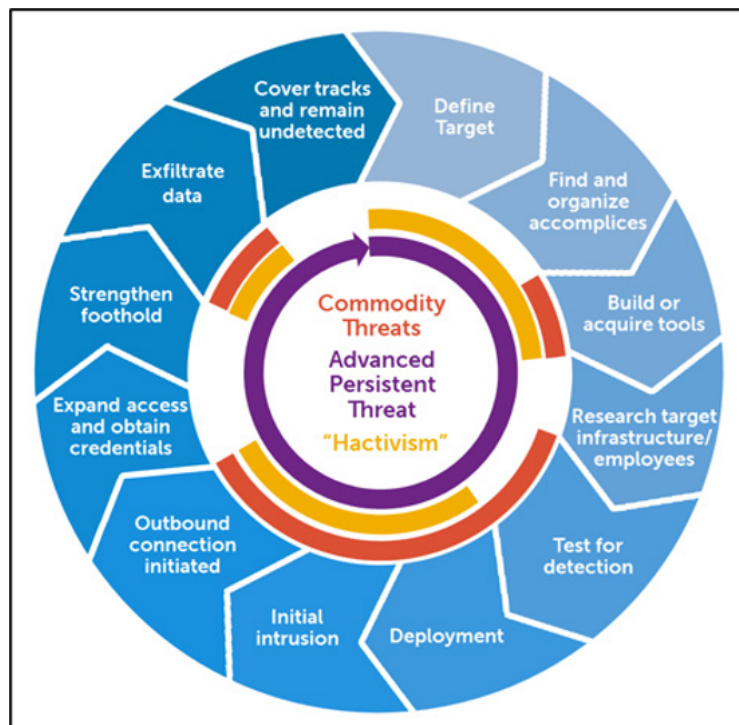 Cover tracks
and remain
undetected
Define
Target
Find and
organize
accomplices
Build or
acquire tools
Research target
infrastructure/
employees
Test for
detection
Deployment
Initial
intrusion
Outbound
connection
initiated
Expand access
and obtain
credentials
Strengthen
foothold
Exfiltrate
data
Commodity
Threats
Advanced
Persistent
Threat
"Hactivism"